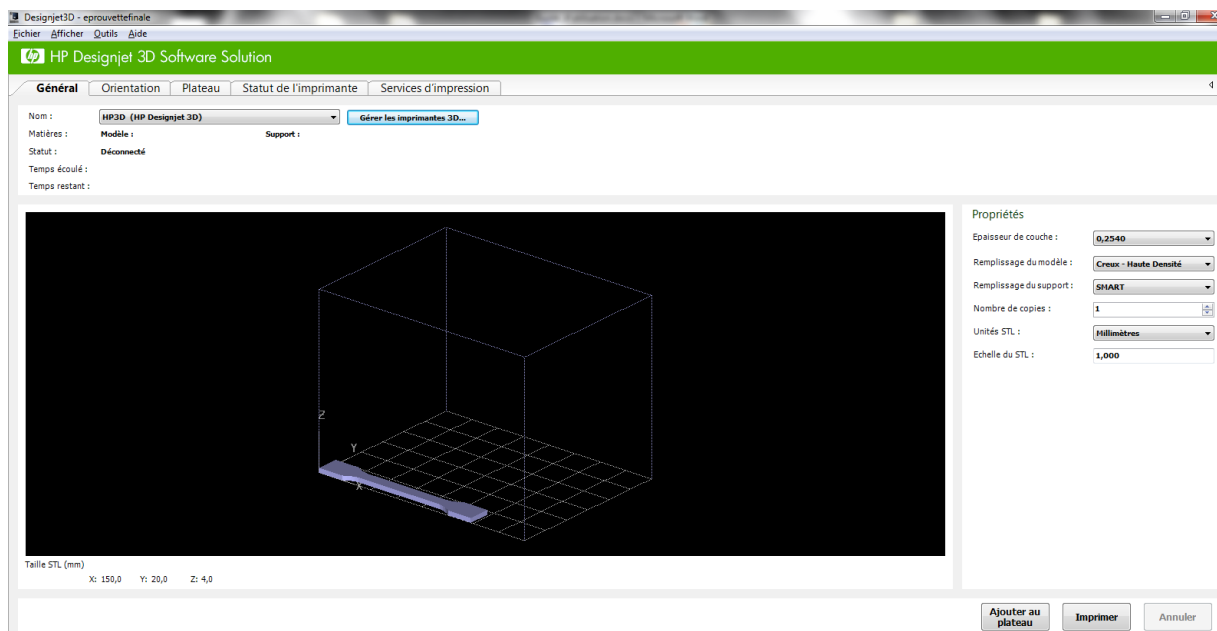 Designjet3D - eprouvettefinale
Fichier Afficher Outils Aide
hp HP Designjet 3D Software Solution
Général Orientation Plateau Statut de l'imprimante Services d'impression
Nom : HP3D (HP Designjet 3D) Gérer les imprimantes 3D...
Matières : Modèle : Support :
Statut : Déconnecté
Temps écoulé :
Temps restant :
Propriétés
Epaisseur de couche : 0,2540
Remplissage du modèle : Creux - Haute Densité
Remplissage du support : SMART
Nombre de copies : 1
Unités STL : Millimètres
Echelle du STL : 1,000
Z
Y
X
Taille STL (mm)
X: 150,0 Y: 20,0 Z: 4,0
Ajouter au plateau Imprimer Annuler